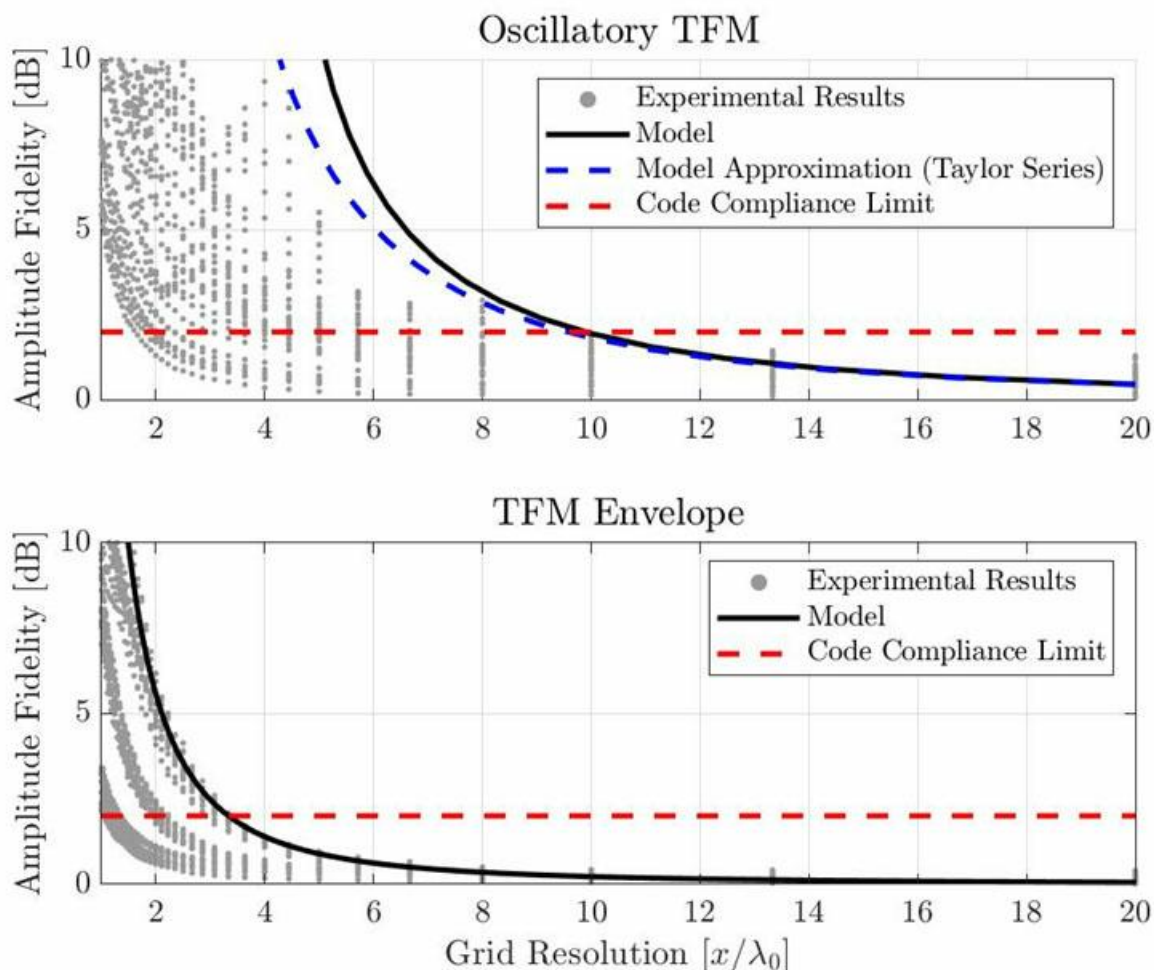 Oscillatory TFM
Amplitude Fidelity [dB]
10
5
0
Experimental Results
Model
Model Approximation (Taylor Series)
Code Compliance Limit
2 4 6 8 10 12 14 16 18 20
TFM Envelope
Amplitude Fidelity [dB]
10
5
0
Experimental Results
Model
Code Compliance Limit
2 4 6 8 10 12 14 16 18 20
Grid Resolution [x/λ₀]